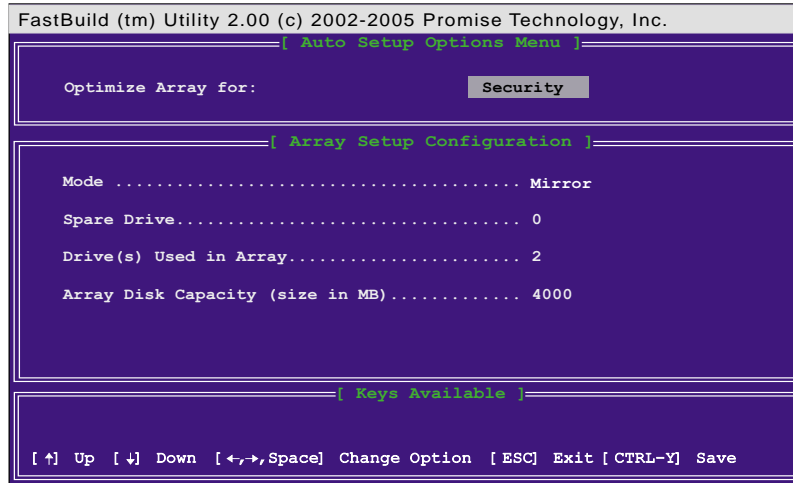 FastBuild (tm) Utility 2.00 (c) 2002-2005 Promise Technology, Inc.
[ Auto Setup Options Menu ]
Optimize Array for: Security
[ Array Setup Configuration ]
Mode ....................................... Mirror
Spare Drive................................. 0
Drive(s) Used in Array...................... 2
Array Disk Capacity (size in MB)............. 4000
[ Keys Available ]
[↑] Up [↓] Down [←,→,Space] Change Option [ESC] Exit [CTRL-Y] Save